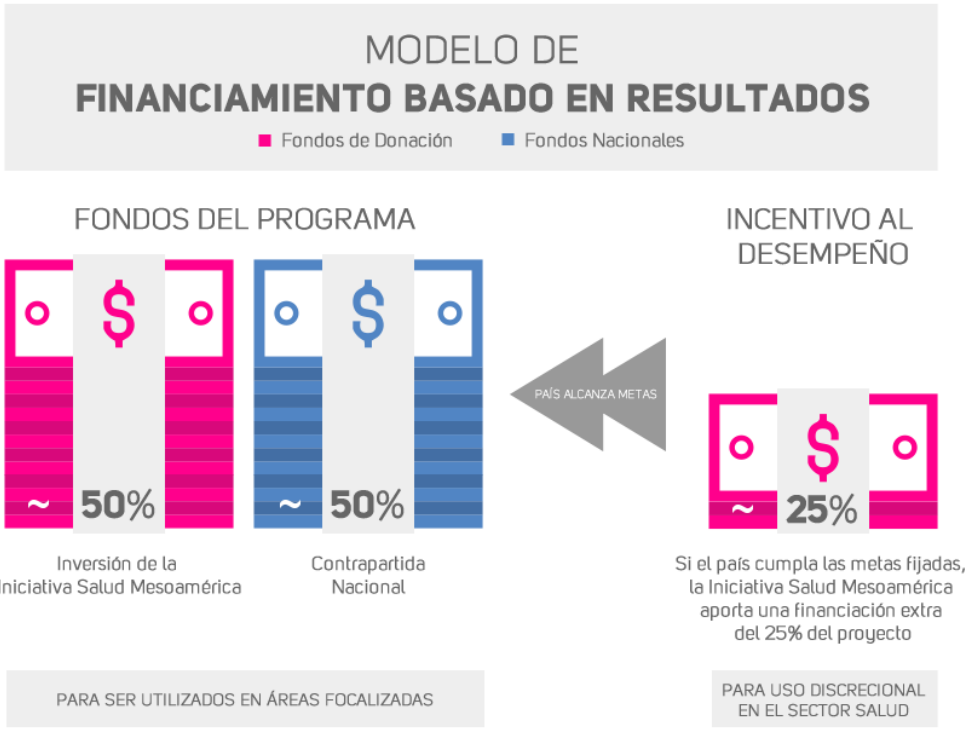 MODELO DE
FINANCIAMIENTO BASADO EN RESULTADOS
Fondos de Donación
Fondos Nacionales
FONDOS DEL PROGRAMA
$
~ 50%
Inversión de la
Iniciativa Salud Mesoamérica
$
~ 50%
Contrapartida
Nacional
PARA SER UTILIZADOS EN ÁREAS FOCALIZADAS
PAÍS ALCANZA METAS
INCENTIVO AL
DESEMPEÑO
$
~ 25%
Si el país cumpla las metas fijadas,
la Iniciativa Salud Mesoamérica
aporta una financiación extra
del 25% del proyecto
PARA USO DISCRECIONAL
EN EL SECTOR SALUD